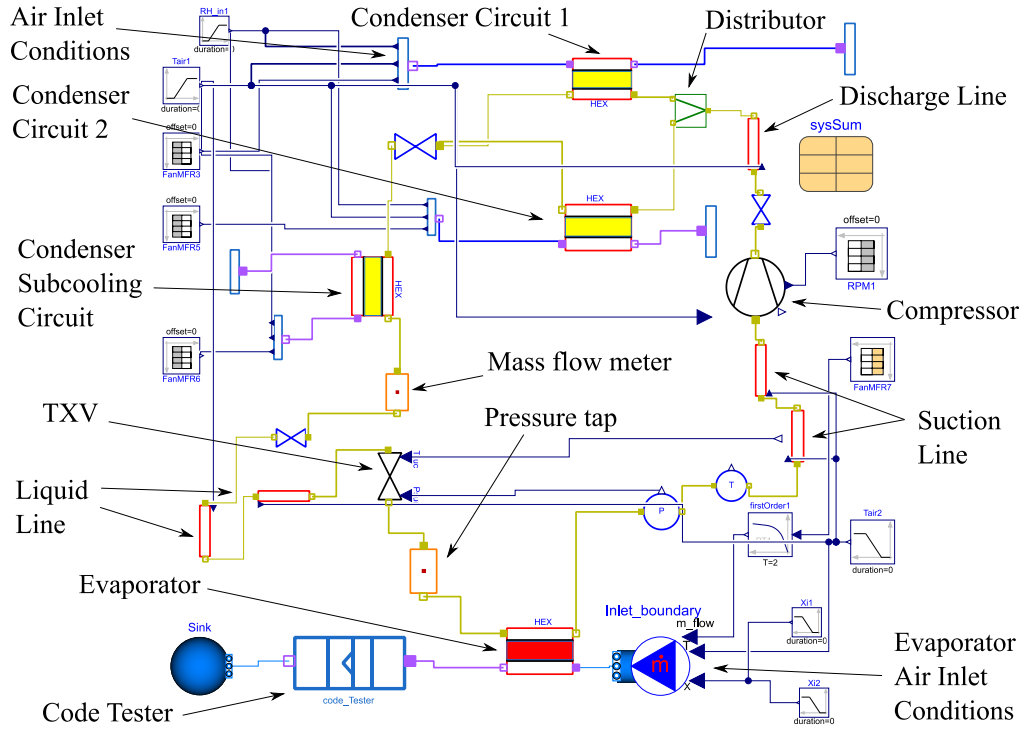 Air Inlet
Conditions
RH_in1
duration=0
Condenser Circuit 1
Distributor
Tair1
duration=0
HEX
Discharge Line
Condenser
Circuit 2
sysSum
offset=0
FanMFR3
HEX
offset=0
FanMFR5
offset=0
RPM1
Condenser
Subcooling
Circuit
HEX
Compressor
offset=0
FanMFR6
FanMFR7
Mass flow meter
TXV
Pressure tap
Suction
Line
Liquid
Line
P
T
firstOrder1
T=2
Tair2
duration=0
Evaporator
HEX
Inlet_boundary
m_flow
T
X
ṁ
Xi1
duration=0
Xi2
duration=0
Sink
code_Tester
Code Tester
Evaporator
Air Inlet
Conditions